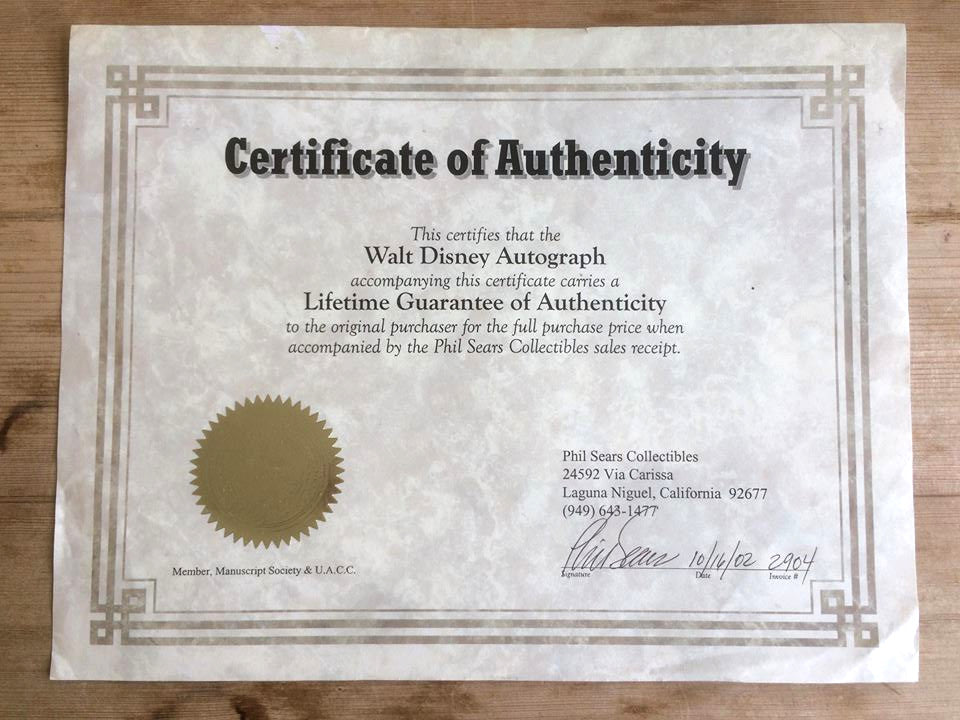 Certificate of Authenticity
This certifies that the
Walt Disney Autograph
accompanying this certificate carries a
Lifetime Guarantee of Authenticity
to the original purchaser for the full purchase price when
accompanied by the Phil Sears Collectibles sales receipt.
Phil Sears Collectibles
24592 Via Carissa
Laguna Niguel, California 92677
(949) 643-1477
Phil Sears 10/16/02 2904
Signature Date Invoice #
Member, Manuscript Society & U.A.C.C.